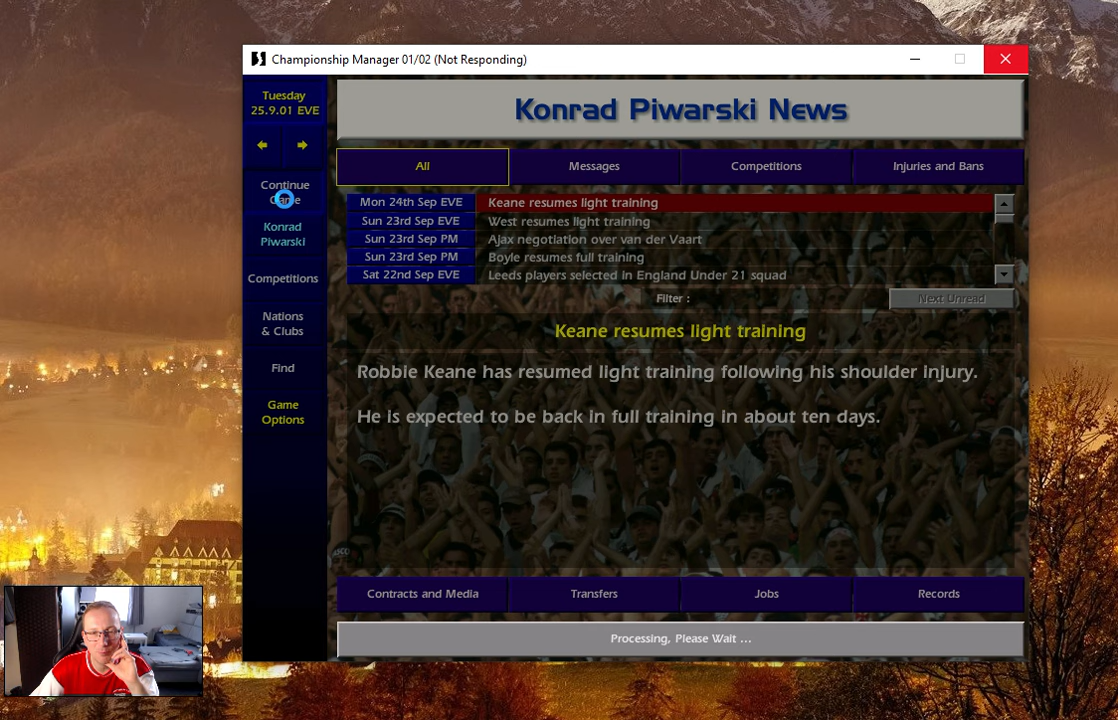 Championship Manager 01/02 (Not Responding)
Tuesday
25.9.01 EVE
Continue
Game
Konrad
Piwarski
Competitions
Nations
& Clubs
Find
Game
Options
Konrad Piwarski News
All
Messages
Competitions
Injuries and Bans
Mon 24th Sep EVE Keane resumes light training
Sun 23rd Sep EVE West resumes light training
Sun 23rd Sep PM Ajax negotiation over van der Vaart
Sun 23rd Sep PM Boyle resumes full training
Sat 22nd Sep EVE Leeds players selected in England Under 21 squad
Filter :
Next Unread
Keane resumes light training
Robbie Keane has resumed light training following his shoulder injury.
He is expected to be back in full training in about ten days.
Contracts and Media
Transfers
Jobs
Records
Processing, Please Wait ...